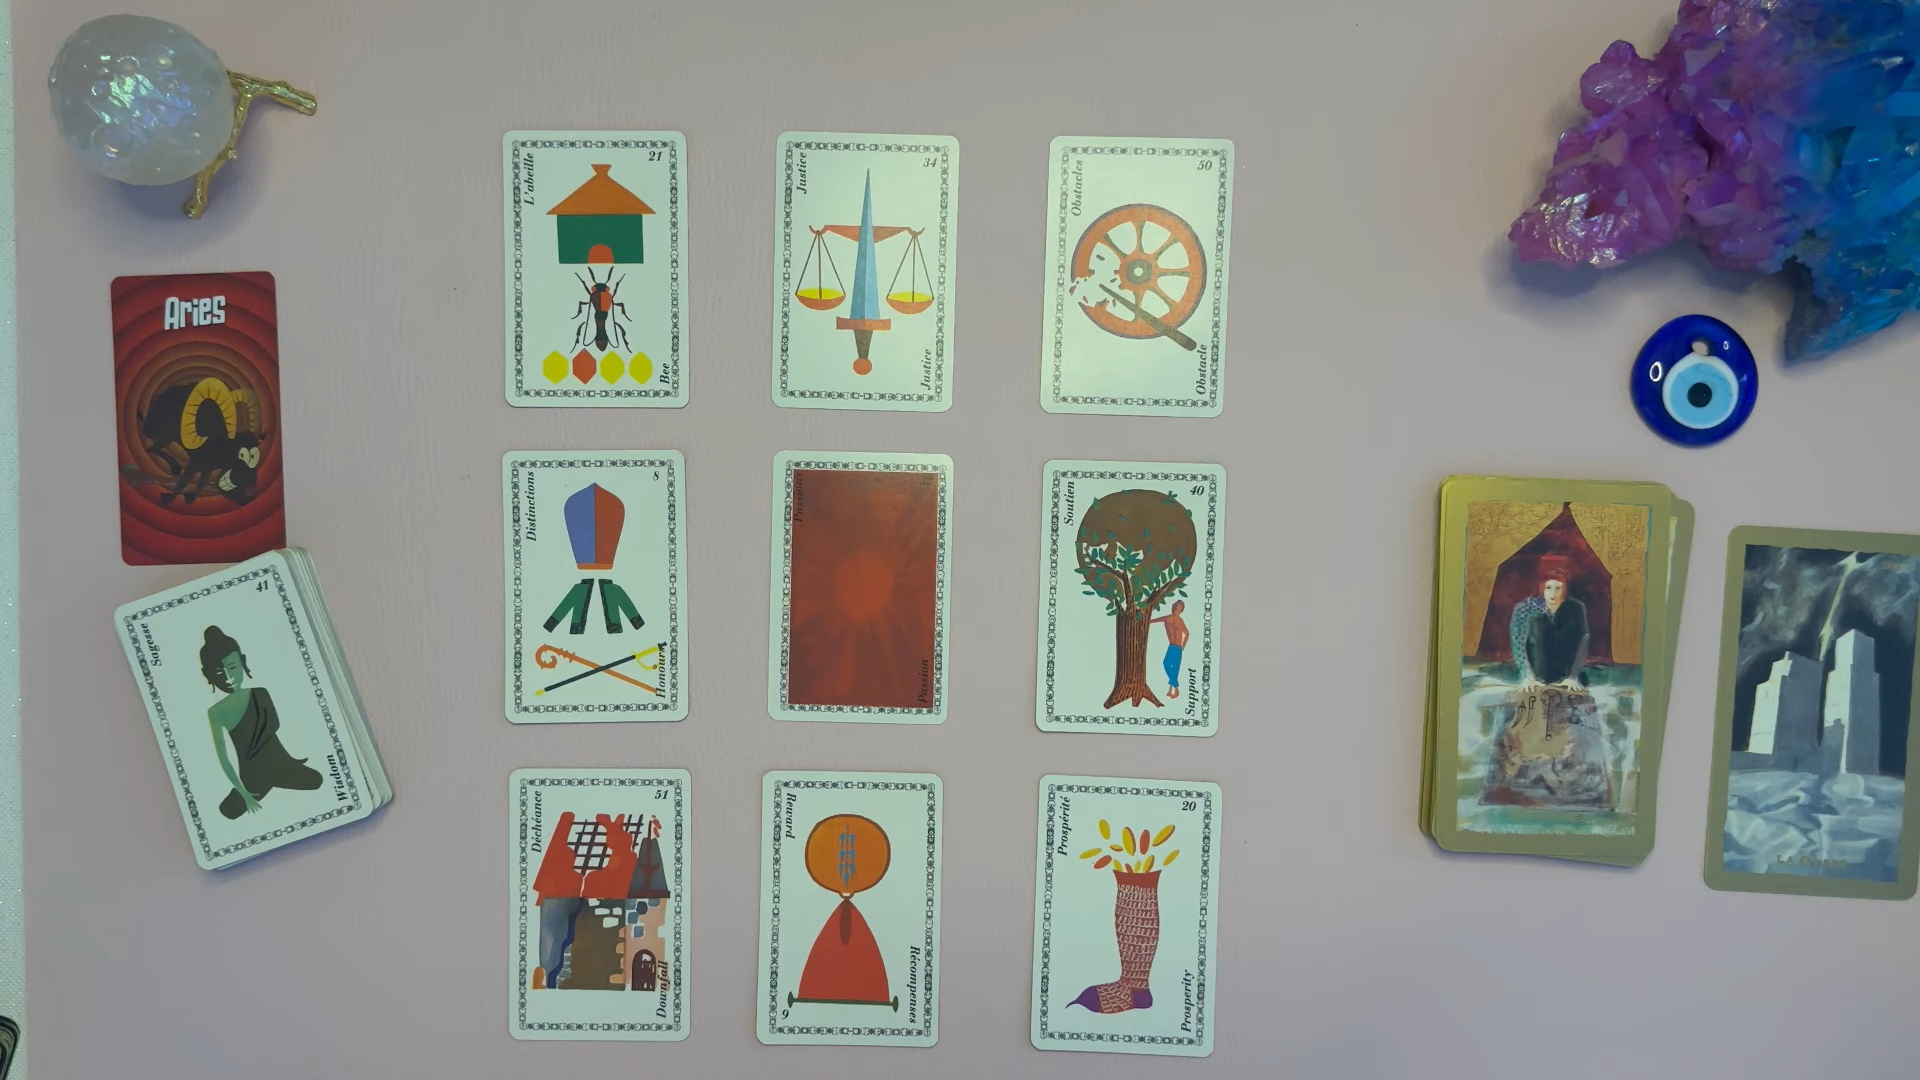 Aries
41
Sagesse
Wisdom
21
L'abeille
Bee
34
Justice
Justice
50
Obstacles
Obstacle
8
Distinctions
Honours
Passions
Passion
40
Soutien
Support
51
Déchéance
Downfall
Reward
Récompenses
9
20
Prospérité
Prosperity